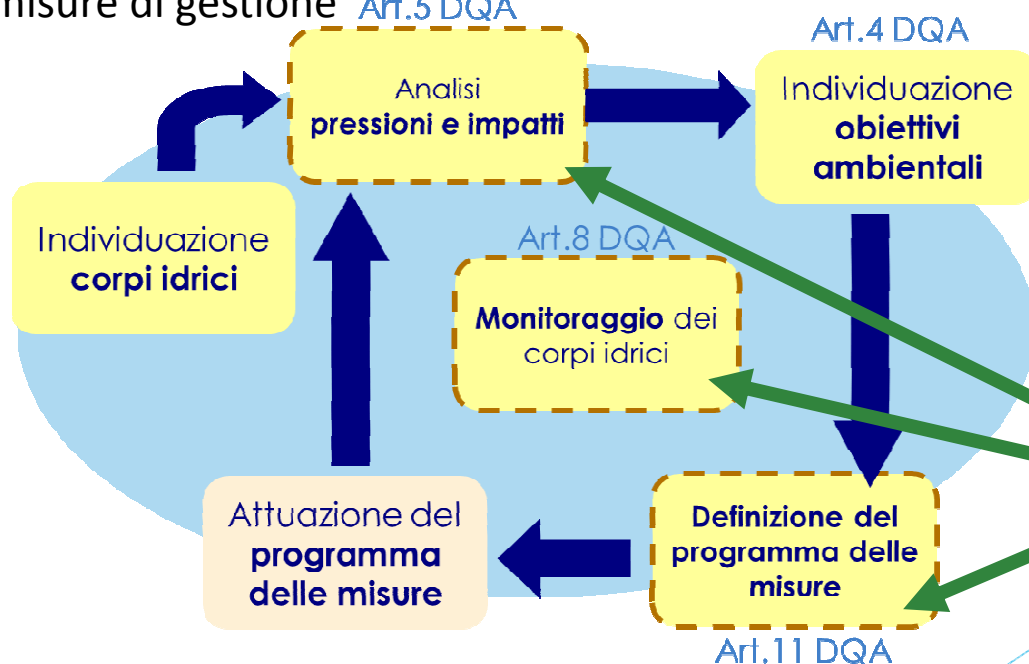 misure di gestione
Art.5 DQA
Art.4 DQA
Analisi
pressioni e impatti
Individuazione
obiettivi
ambientali
Individuazione
corpi idrici
Art.8 DQA
Monitoraggio dei
corpi idrici
Attuazione del
programma
delle misure
Definizione del
programma delle
misure
Art.11 DQA